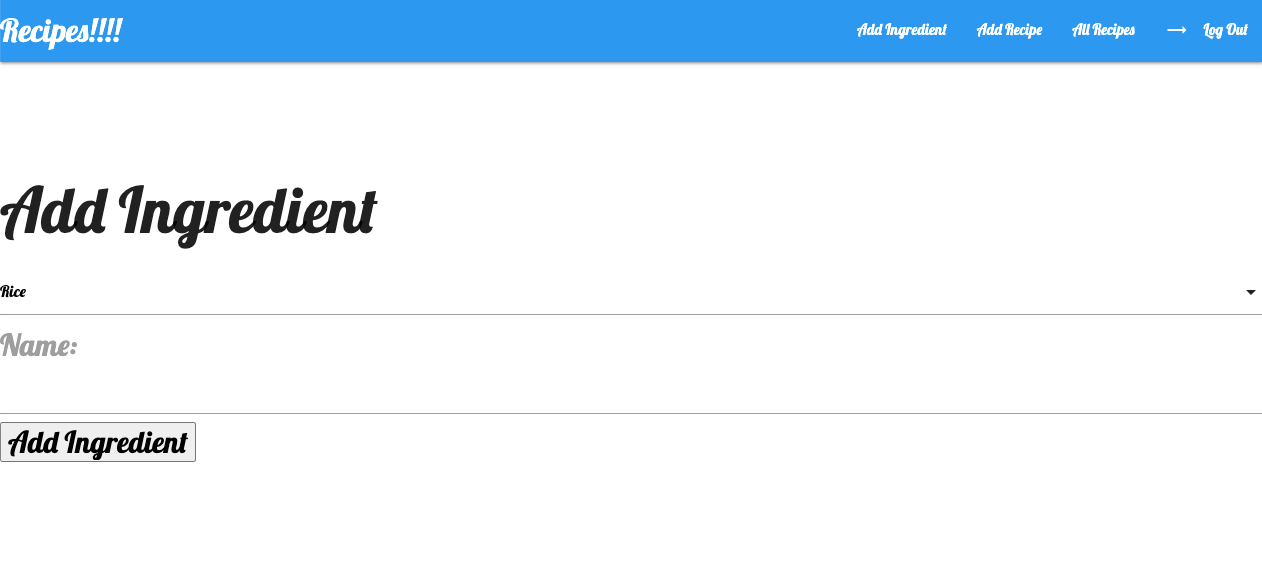 Recipes!!!! Add Ingredient Add Recipe All Recipes → Log Out
Add Ingredient
Rice
Name:
Add Ingredient